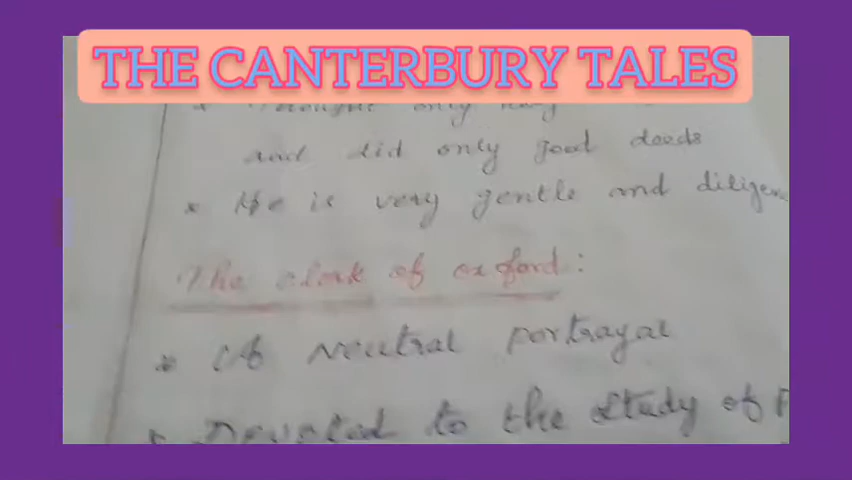 THE CANTERBURY TALES
only
and did only good deeds
* He is very gentle and
The clerk of oxford:
* A Neutral portrayal
* Devoted to the study of